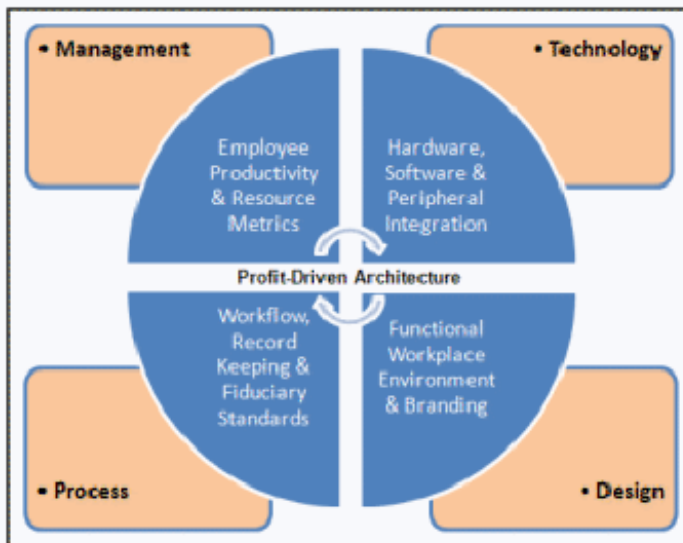 • Management
• Technology
Employee
Productivity
& Resource
Metrics
Hardware,
Software &
Peripheral
Integration
Profit-Driven Architecture
Workflow,
Record
Keeping &
Fiduciary
Standards
Functional
Workplace
Environment
& Branding
• Process
• Design